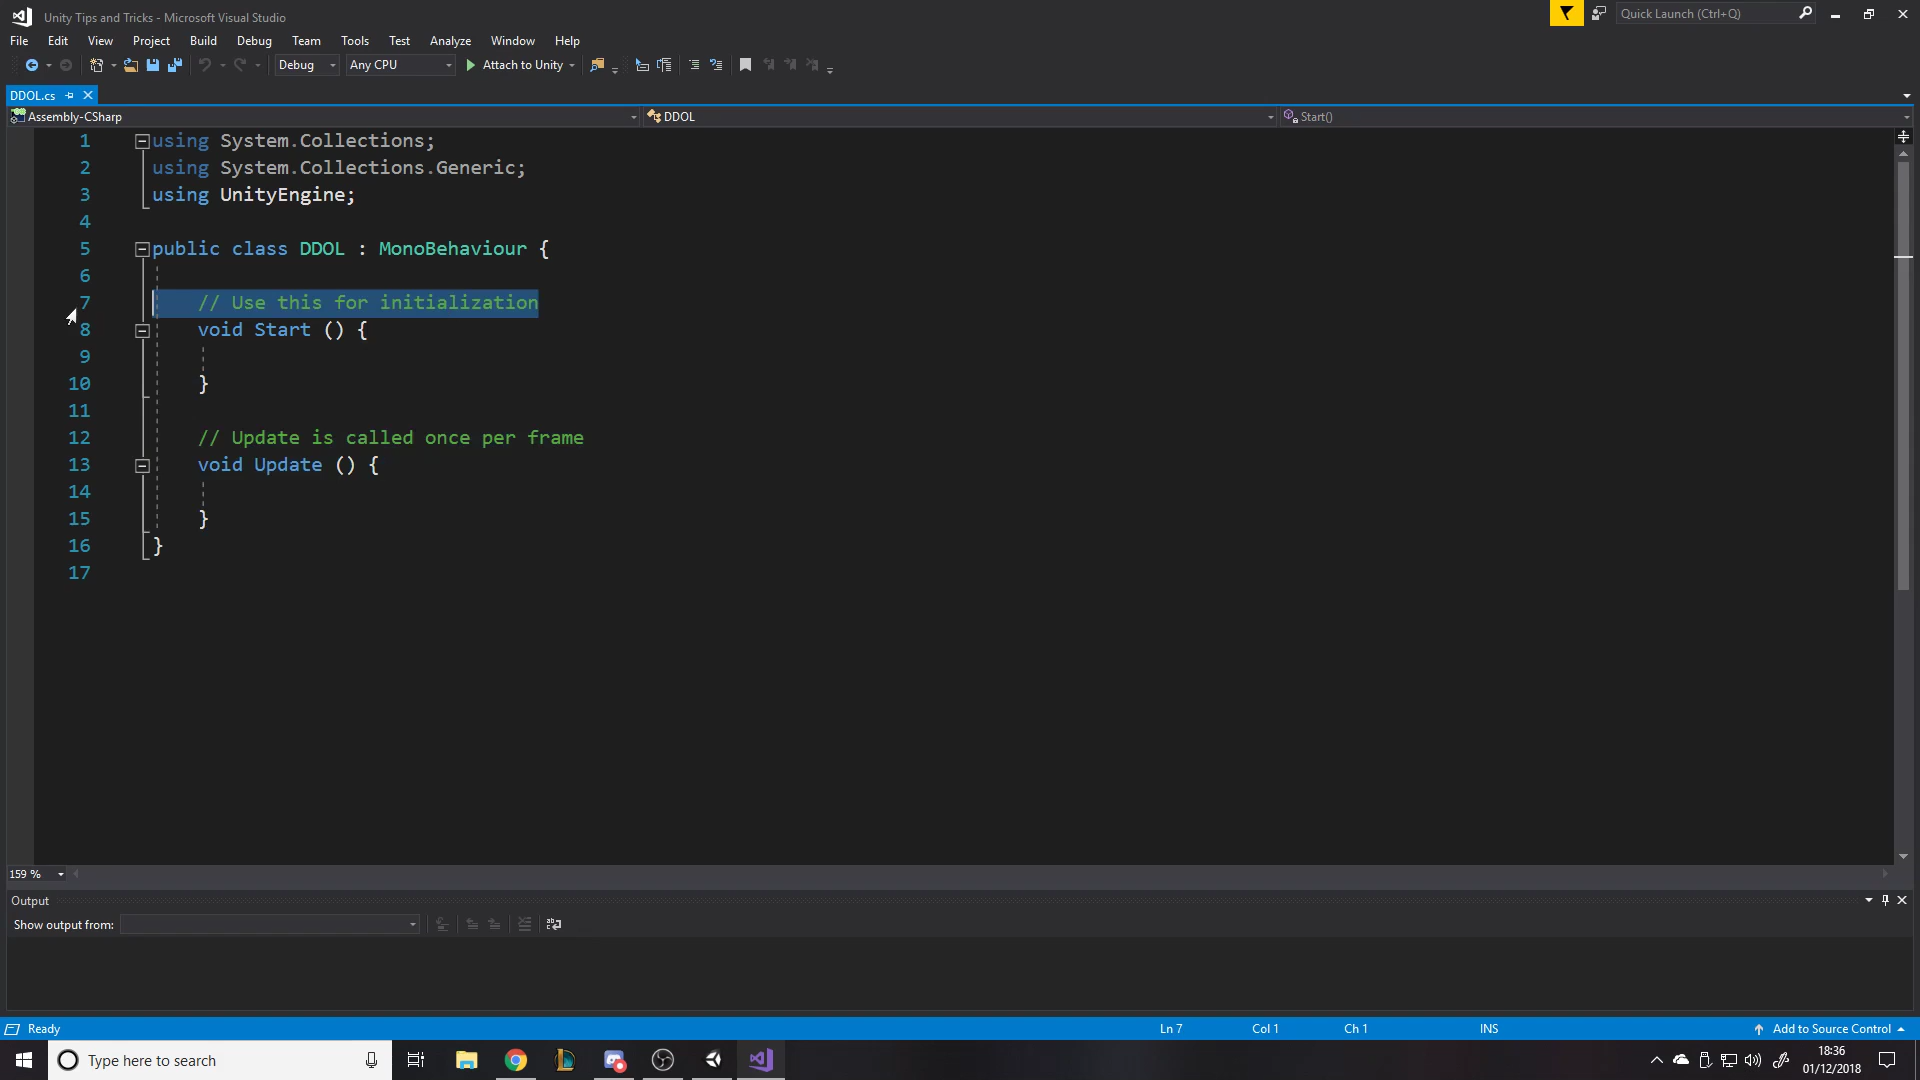 Unity Tips and Tricks - Microsoft Visual Studio
Quick Launch (Ctrl+Q)
File Edit View Project Build Debug Team Tools Test Analyze Window Help
Debug Any CPU Attach to Unity
DDOL.cs
Assembly-CSharp DDOL Start()
1 using System.Collections;
2 using System.Collections.Generic;
3 using UnityEngine;
4
5 public class DDOL : MonoBehaviour {
6
7 // Use this for initialization
8 void Start () {
9
10 }
11
12 // Update is called once per frame
13 void Update () {
14
15 }
16 }
17
159 %
Output
Show output from:
Ready Ln 7 Col 1 Ch 1 INS Add to Source Control
Type here to search
18:36
01/12/2018